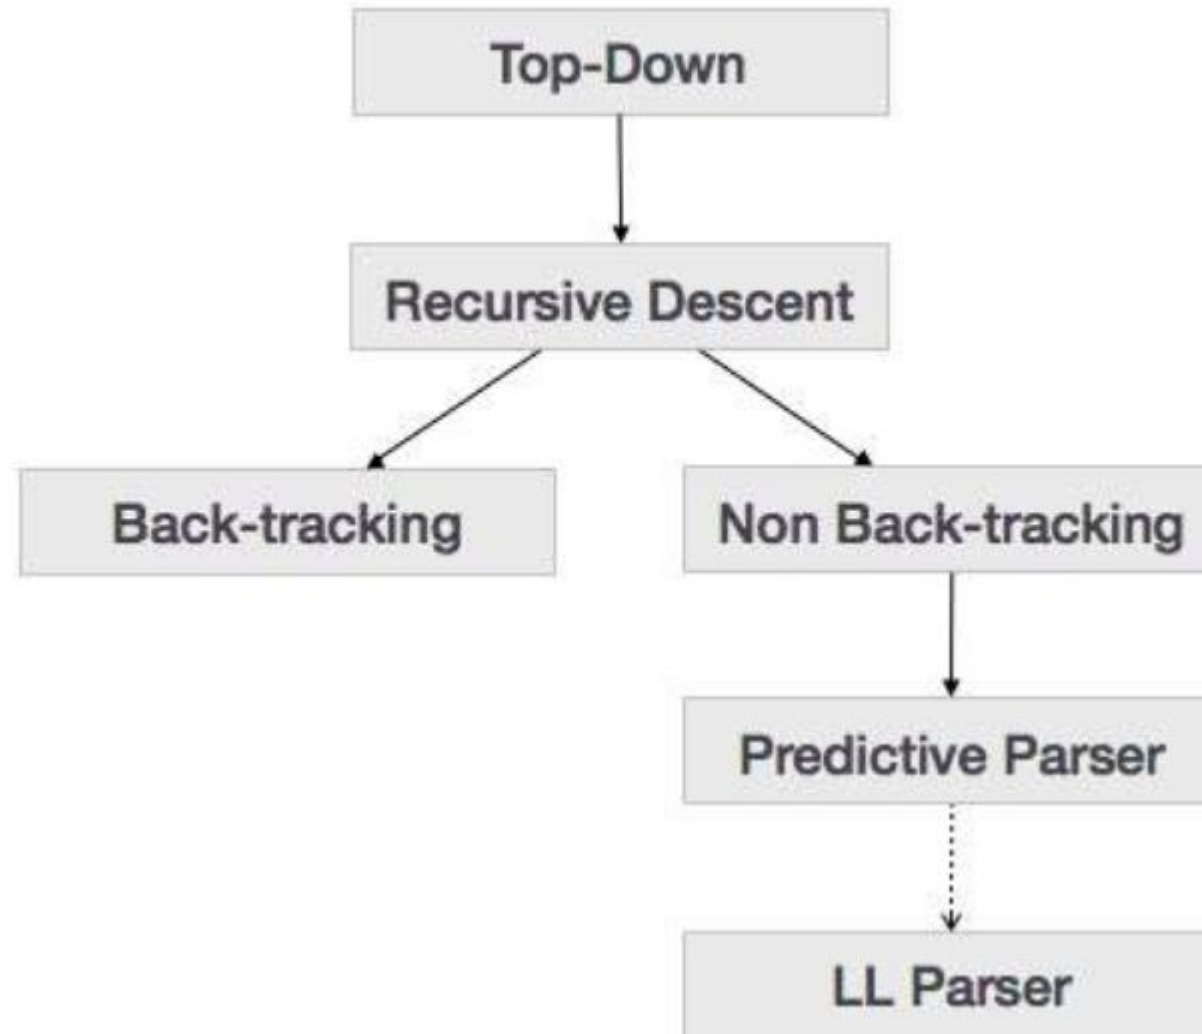 Top-Down
Recursive Descent
Back-tracking
Non Back-tracking
Predictive Parser
LL Parser